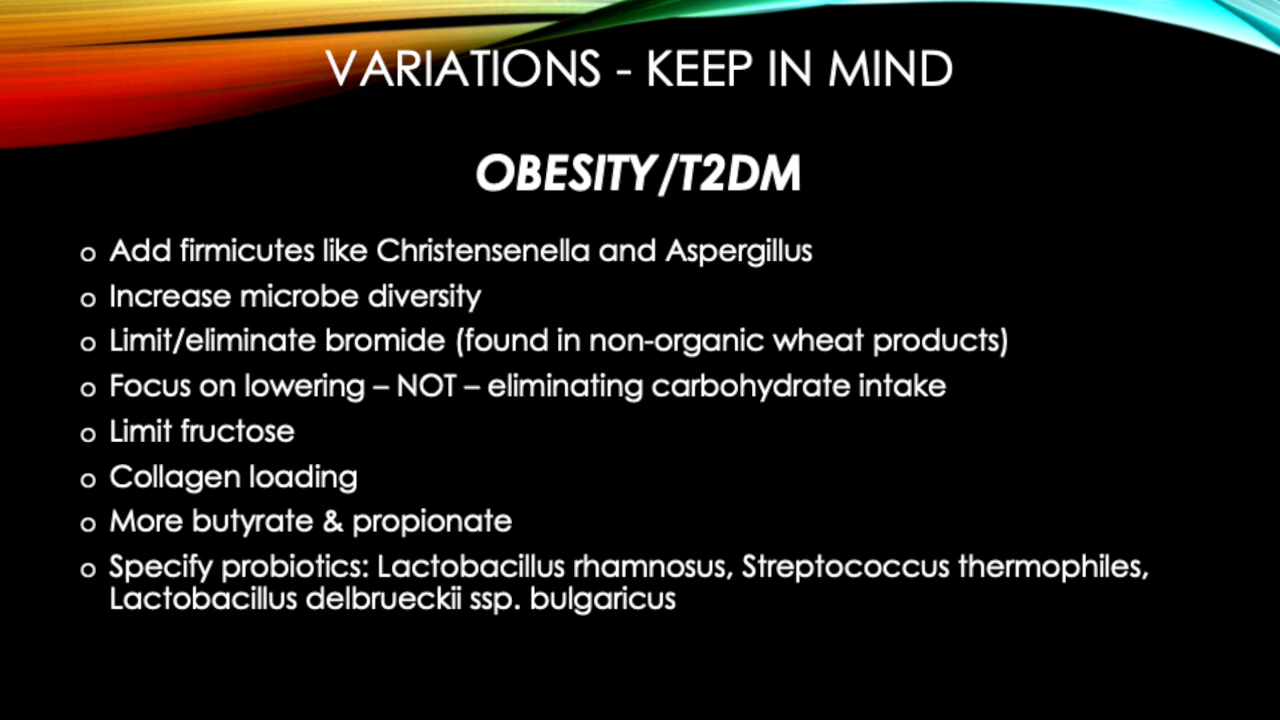 VARIATIONS - KEEP IN MIND
OBESITY/T2DM
o Add firmicutes like Christensenella and Aspergillus
o Increase microbe diversity
o Limit/eliminate bromide (found in non-organic wheat products)
o Focus on lowering – NOT – eliminating carbohydrate intake
o Limit fructose
o Collagen loading
o More butyrate & propionate
o Specify probiotics: Lactobacillus rhamnosus, Streptococcus thermophiles,
Lactobacillus delbrueckii ssp. bulgaricus